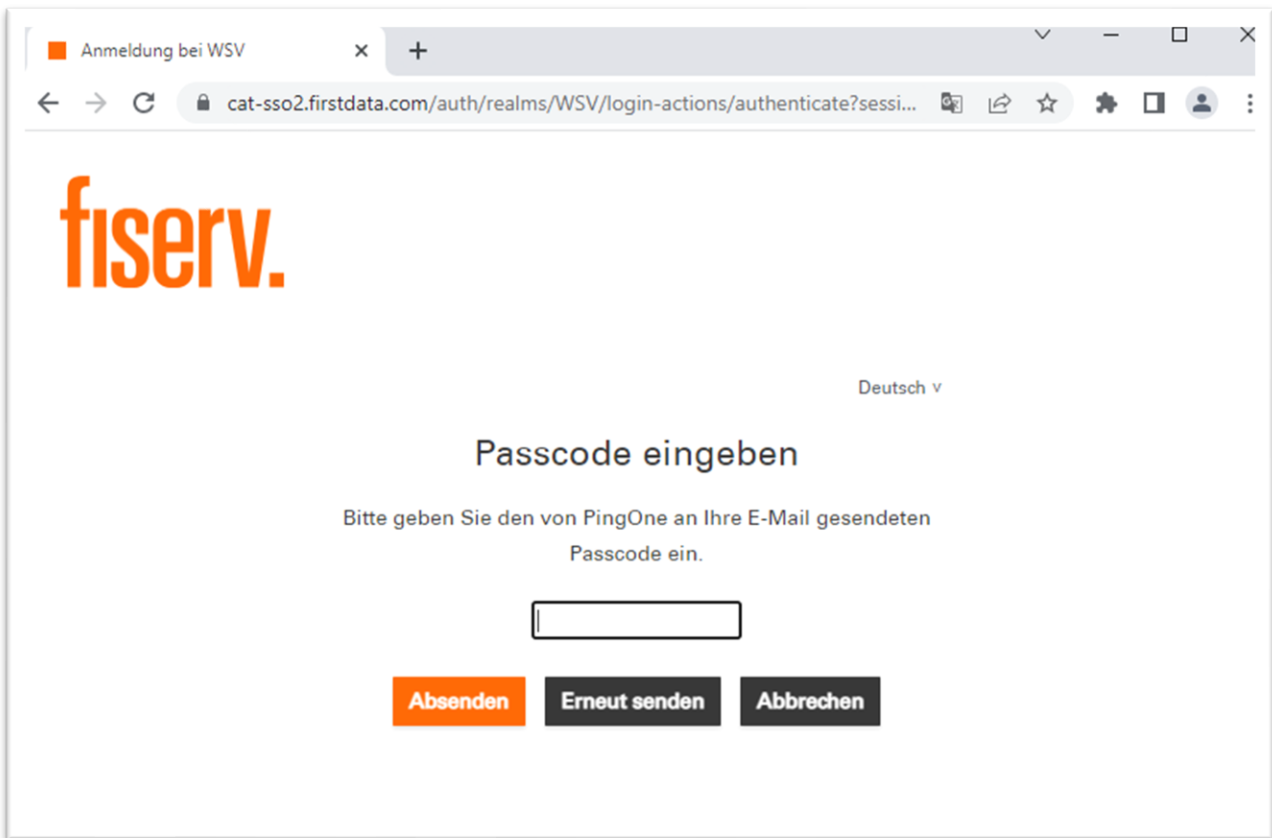 Anmeldung bei WSV
cat-sso2.firstdata.com/auth/realms/WSV/login-actions/authenticate?sessi...
fiserv.
Deutsch
Passcode eingeben
Bitte geben Sie den von PingOne an Ihre E-Mail gesendeten
Passcode ein.
Absenden Erneut senden Abbrechen